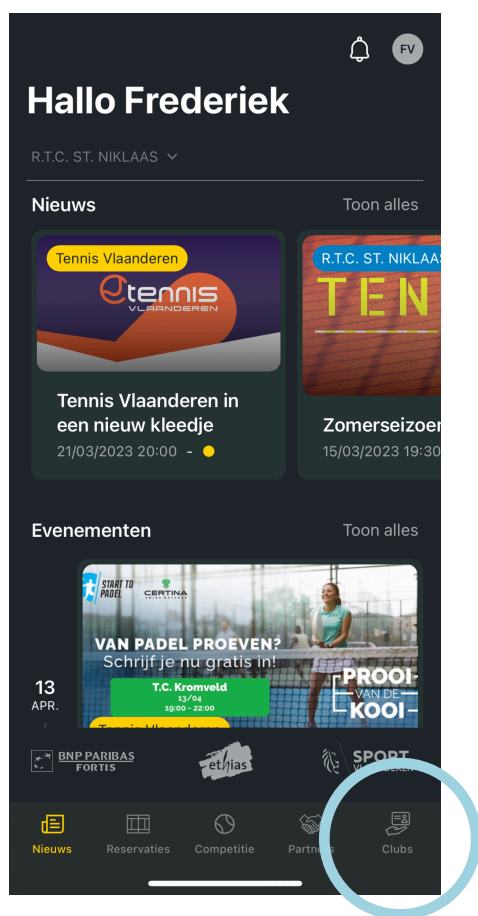 FV
Hallo Frederiek
R.T.C. ST. NIKLAAS
Nieuws
Toon alles
Tennis Vlaanderen
tennis
VLAANDEREN
Tennis Vlaanderen in
een nieuw kleedje
21/03/2023 20:00 -
R.T.C. ST. NIKLAAS
TEN
Zomerseizoer
15/03/2023 19:30
Evenementen
Toon alles
START TO
PADEL
CERTINA
VAN PADEL PROEVEN?
Schrijf je nu gratis in!
T.C. Kromveld
13/04
19:00 - 22:00
PROOI
VAN DE
KOOI
13
APR.
Tennis Vlaanderen
BNP PARIBAS
FORTIS
ethias
SPORT
Nieuws
Reservaties
Competitie
Partners
Clubs